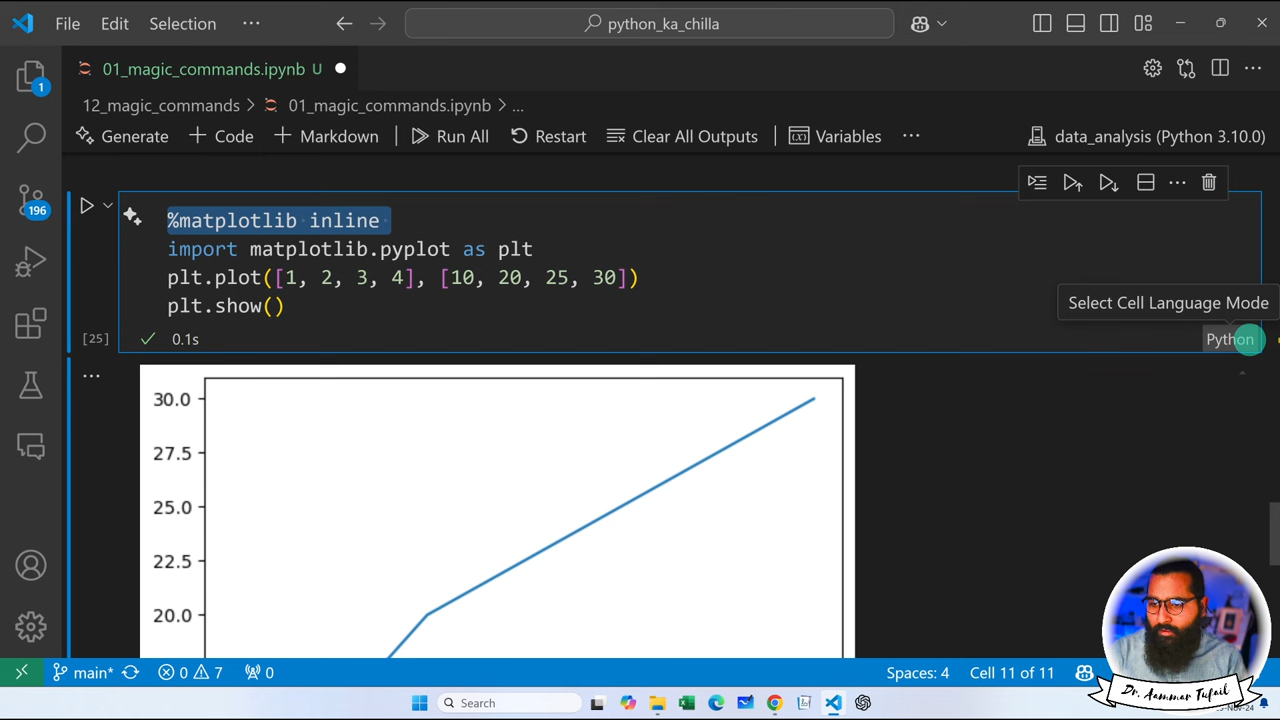 File Edit Selection ··· python_ka_chilla
01_magic_commands.ipynb U
12_magic_commands > 01_magic_commands.ipynb > ...
Generate + Code + Markdown Run All Restart Clear All Outputs Variables ··· data_analysis (Python 3.10.0)
%matplotlib inline
import matplotlib.pyplot as plt
plt.plot([1, 2, 3, 4], [10, 20, 25, 30])
plt.show()
Select Cell Language Mode
[25] 0.1s Python
30.0
27.5
25.0
22.5
20.0
1
196
main* 0 7 0 Spaces: 4 Cell 11 of 11
Dr. Aammar Tufail
Search
-Nov-24